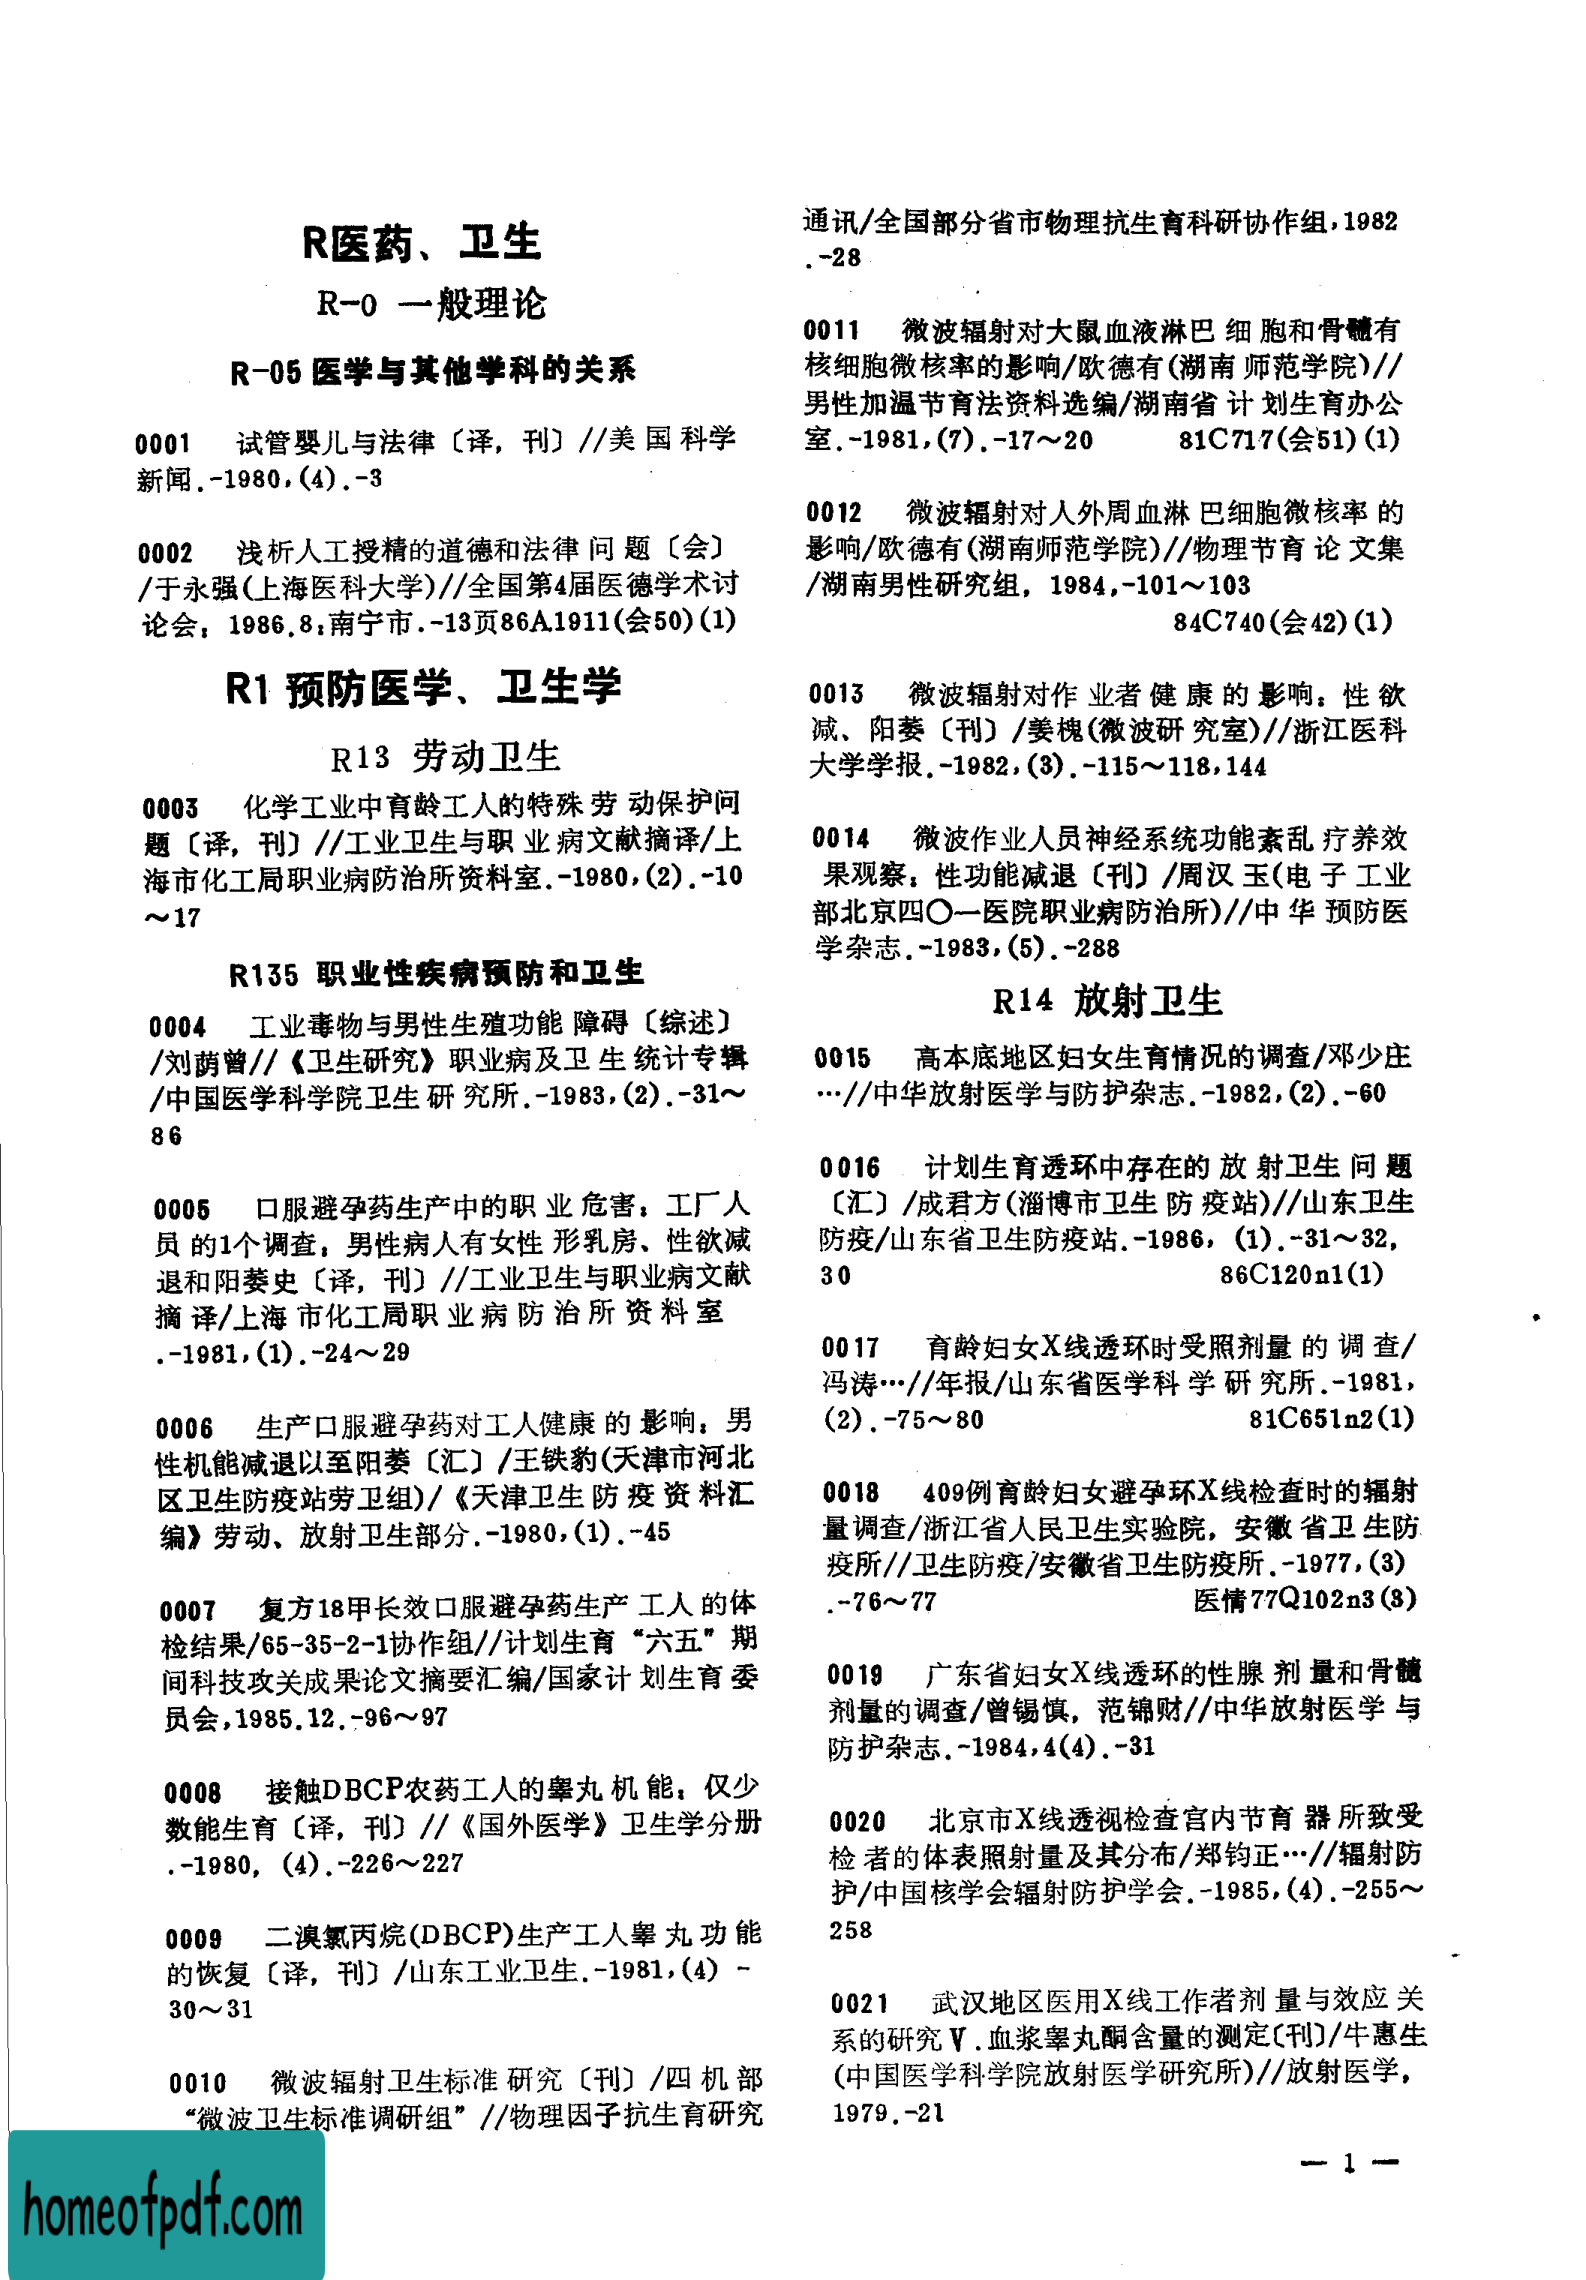 R医药、卫生
R-0 一般理论
R-05 医学与其他学科的关系
0001 试管婴儿与法律〔译，刊〕//美国科学
新闻.-1980,(4).-3
0002 浅析人工授精的道德和法律问题〔会〕
/于永强(上海医科大学)//全国第4届医德学术讨
论会：1986.8:南宁市.-13页86A1911(会50)(1)
R1 预防医学、卫生学
R13 劳动卫生
0003 化学工业中育龄工人的特殊劳动保护问
题〔译，刊〕//工业卫生与职业病文献摘译/上
海市化工局职业病防治所资料室.-1980,(2).-10
～17
R135 职业性疾病预防和卫生
0004 工业毒物与男性生殖功能障碍〔综述〕
/刘荫曾//《卫生研究》职业病及卫生统计专辑
/中国医学科学院卫生研究所.-1983,(2).-31～
86
0005 口服避孕药生产中的职业危害：工厂人
员的1个调查：男性病人有女性形乳房、性欲减
退和阳萎史〔译，刊〕//工业卫生与职业病文献
摘译/上海市化工局职业病防治所资料室
.-1981,(1).-24～29
0006 生产口服避孕药对工人健康的影响：男
性机能减退以至阳萎〔汇〕/王铁豹(天津市河北
区卫生防疫站劳卫组)/《天津卫生防疫资料汇
编》劳动、放射卫生部分.-1980,(1).-45
0007 复方18甲长效口服避孕药生产工人的体
检结果/65-35-2-1协作组//计划生育“六五”期
间科技攻关成果论文摘要汇编/国家计划生育委
员会,1985.12.-96～97
0008 接触DBCP农药工人的睾丸机能：仅少
数能生育〔译，刊〕//《国外医学》卫生学分册
.-1980，(4).-226～227
0009 二溴氯丙烷(DBCP)生产工人睾丸功能
的恢复〔译，刊〕/山东工业卫生.-1981,(4) -
30～31
0010 微波辐射卫生标准研究〔刊〕/四机部
“微波卫生标准调研组”//物理因子抗生育研究
homeofpdf.com
通讯/全国部分省市物理抗生育科研协作组,1982
.-28
0011 微波辐射对大鼠血液淋巴细胞和骨髓有
核细胞微核率的影响/欧德有(湖南师范学院)//
男性加温节育法资料选编/湖南省计划生育办公
室.-1981,(7).-17～20 81C717(会51)(1)
0012 微波辐射对人外周血淋巴细胞微核率的
影响/欧德有(湖南师范学院)//物理节育论文集
/湖南男性研究组，1984,-101～103
84C740(会42)(1)
0013 微波辐射对作业者健康的影响：性欲
减、阳萎〔刊〕/姜槐(微波研究室)//浙江医科
大学学报.-1982,(3).-115～118,144
0014 微波作业人员神经系统功能紊乱疗养效
果观察：性功能减退〔刊〕/周汉玉(电子工业
部北京四〇一医院职业病防治所)//中华预防医
学杂志.-1983,(5).-288
R14 放射卫生
0015 高本底地区妇女生育情况的调查/邓少庄
…//中华放射医学与防护杂志.-1982,(2).-60
0016 计划生育透环中存在的放射卫生问题
〔汇〕/成君方(淄博市卫生防疫站)//山东卫生
防疫/山东省卫生防疫站.-1986，(1).-31～32,
30 86C120n1(1)
0017 育龄妇女X线透环时受照剂量的调查/
冯涛…//年报/山东省医学科学研究所.-1981,
(2).-75～80 81C651n2(1)
0018 409例育龄妇女避孕环X线检查时的辐射
量调查/浙江省人民卫生实验院，安徽省卫生防
疫所//卫生防疫/安徽省卫生防疫所.-1977,(3)
.-76～77 医情77Q102n3(3)
0019 广东省妇女X线透环的性腺剂量和骨髓
剂量的调查/曾锡慎，范锦财//中华放射医学与
防护杂志.-1984,4(4).-31
0020 北京市X线透视检查宫内节育器所致受
检者的体表照射量及其分布/郑钧正…//辐射防
护/中国核学会辐射防护学会.-1985,(4).-255～
258
0021 武汉地区医用X线工作者剂量与效应关
系的研究Ⅴ.血浆睾丸酮含量的测定〔刊〕/牛惠生
(中国医学科学院放射医学研究所)//放射医学，
1979.-21
— 1 —